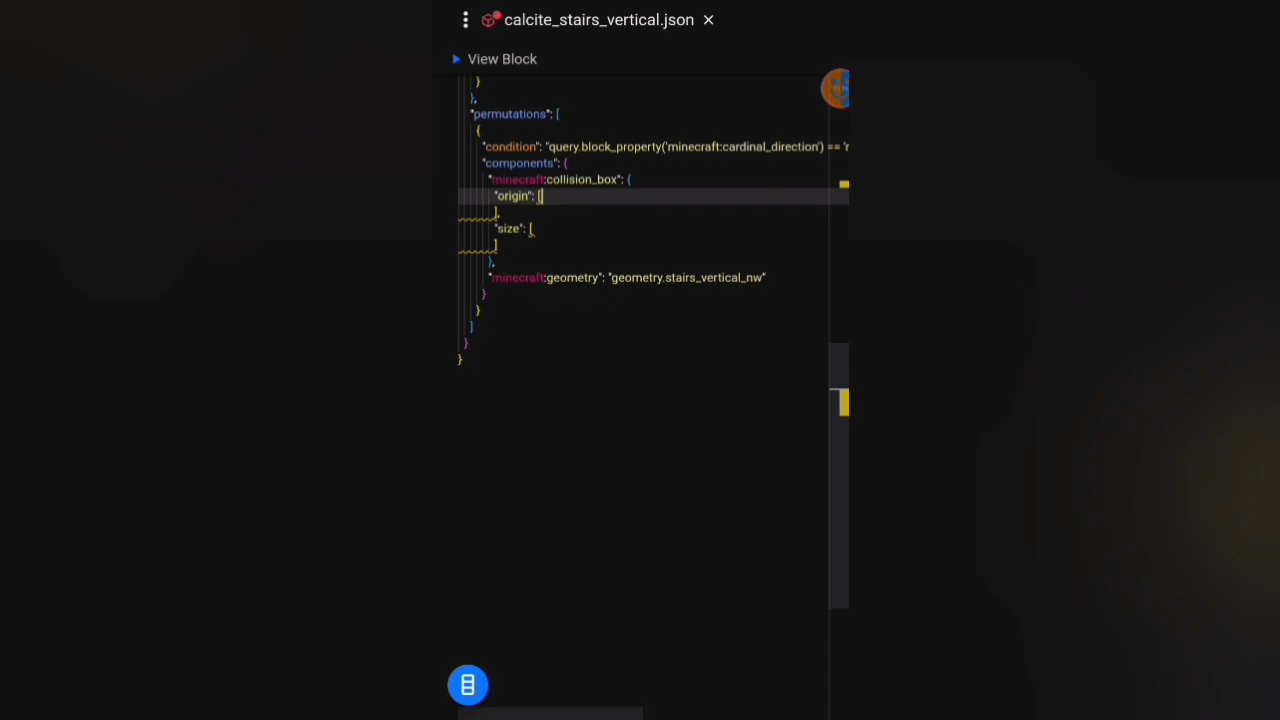 calcite_stairs_vertical.json
View Block
}
},
"permutations": [
{
"condition": "query.block_property('minecraft:cardinal_direction') == 'n
"components": {
"minecraft:collision_box": {
"origin": [
],
"size": [
]
},
"minecraft:geometry": "geometry.stairs_vertical_nw"
}
}
]
}
}